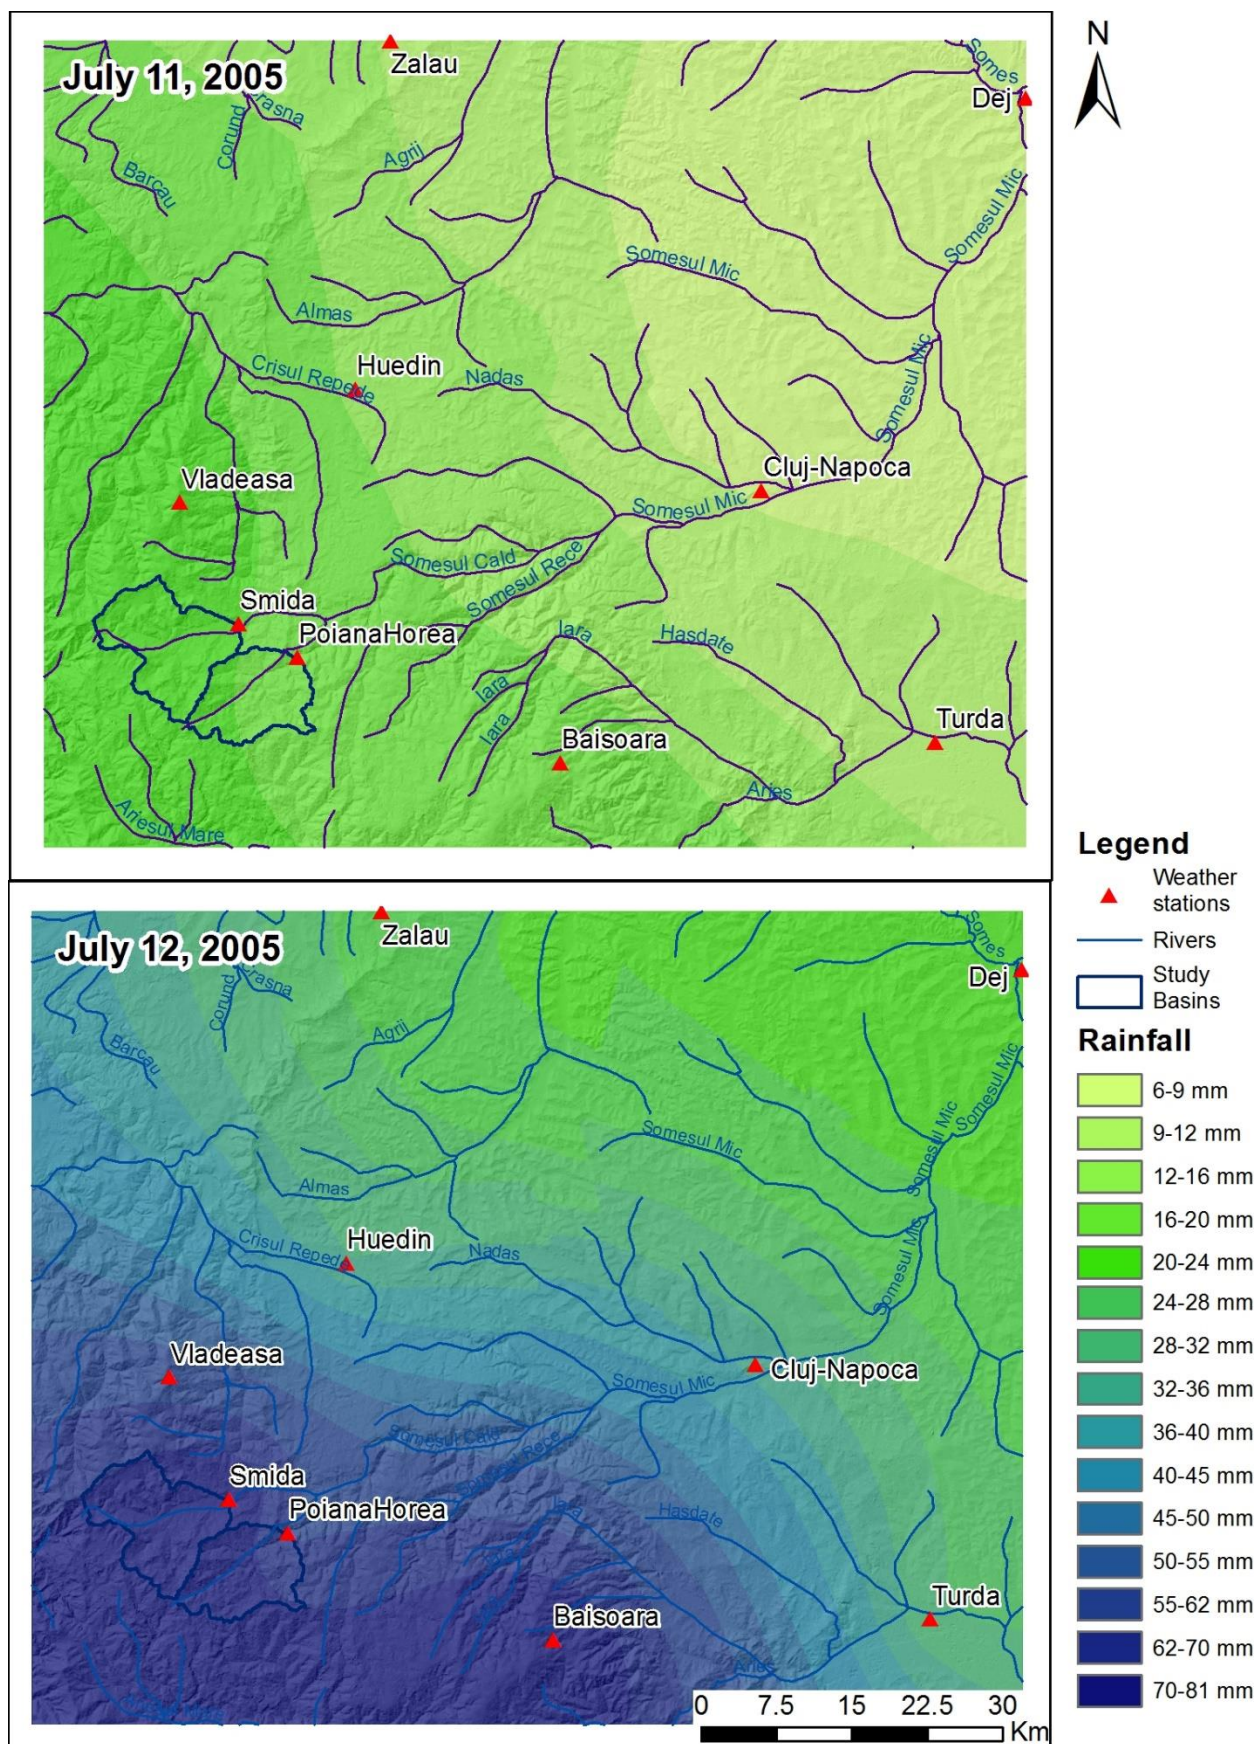 July 11, 2005
Zalau
Somes
Dej
Crasna
Corund
Barcau
Agrij
Somesul Mic
Somesul Mic
Almas
Huedin
Crisul Repede
Nadas
Somesul Mic
Vladeasa
Cluj-Napoca
Somesul Mic
Somesul Cald
Somesul Rece
Smida
PoianaHorea
Iara
Hasdate
Iara
Iara
Baisoara
Turda
Aries
Ariesul Mare
N
July 12, 2005
Zalau
Somes
Dej
Crasna
Corund
Barcau
Agrij
Somesul Mic
Somesul Mic
Somesul Mic
Almas
Huedin
Crisul Repede
Nadas
Somesul Mic
Vladeasa
Cluj-Napoca
Somesul Mic
Somesul Cald
Somesul Rece
Smida
PoianaHorea
Iara
Hasdate
Iara
Baisoara
Turda
Aries
0 7.5 15 22.5 30
Km
Legend
Weather
stations
Rivers
Study
Basins
Rainfall
6-9 mm
9-12 mm
12-16 mm
16-20 mm
20-24 mm
24-28 mm
28-32 mm
32-36 mm
36-40 mm
40-45 mm
45-50 mm
50-55 mm
55-62 mm
62-70 mm
70-81 mm